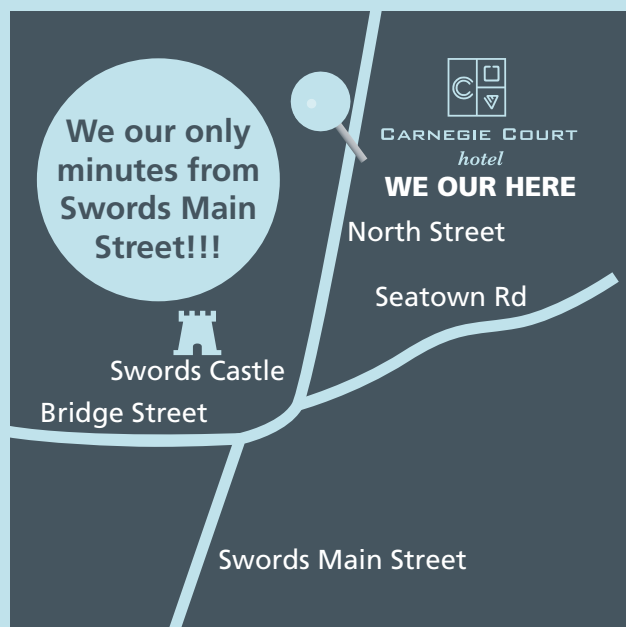 We our only
minutes from
Swords Main
Street!!!
C
CARNEGIE COURT
hotel
WE OUR HERE
North Street
Seatown Rd
Swords Castle
Bridge Street
Swords Main Street